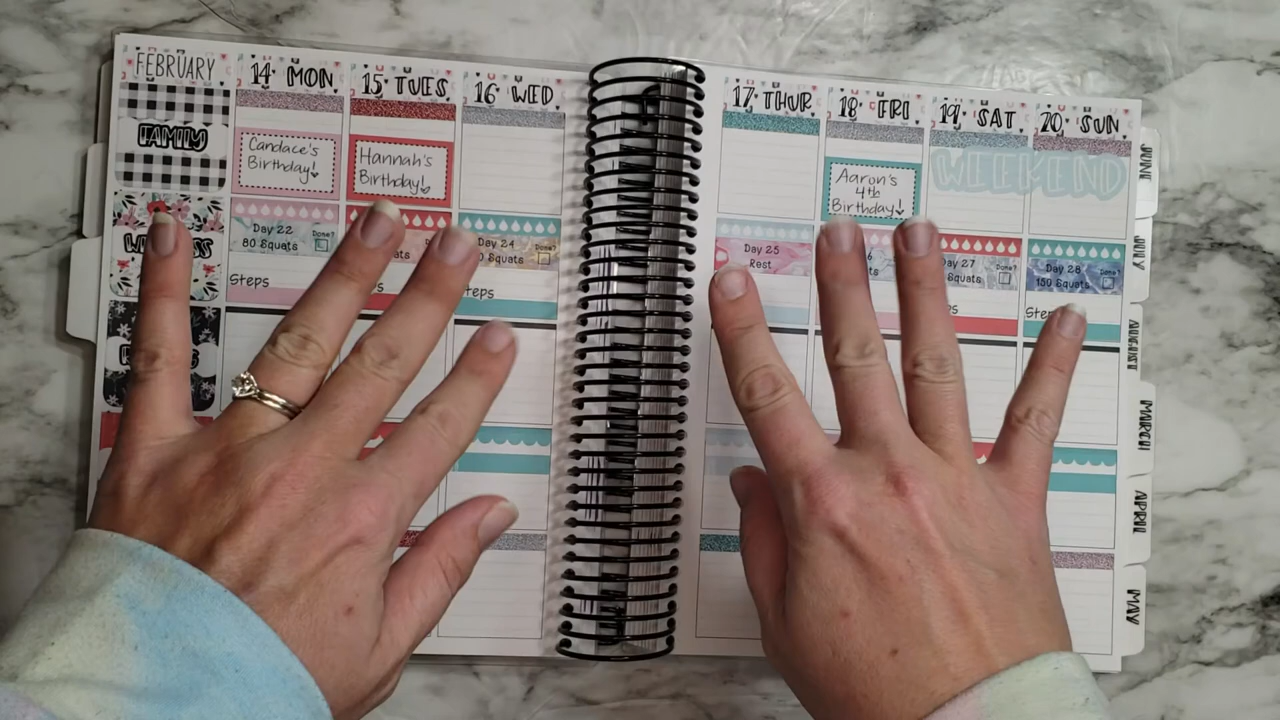 FEBRUARY
14 MON
15 TUES
16 WED
17 THUR
18 FRI
19 SAT
20 SUN
FAMILY
Candace's
Birthday!
Hannah's
Birthday!
Aaron's
4th
Birthday!
WEEKEND
Day 22
80 Squats
Done?
Steps
Day 24
Squats
Done?
Day 25
Rest
Day 27
Squats
Done?
Day 28
150 Squats
Done?
JUNE
JULY
AUGUST
MARCH
APRIL
MAY